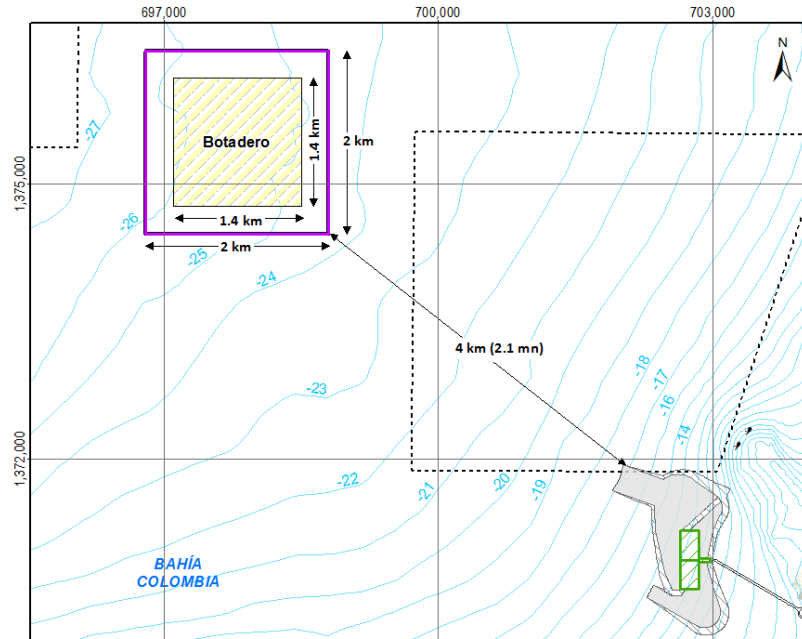 697,000
700,000
703,000
N
1,375,000
1,372,000
-27
Botadero
1.4 km
2 km
1.4 km
2 km
-26
-25
-24
4 km (2.1 mn)
-18
-17
-16
-14
-23
-22
-21
-20
-19
BAHÍA
COLOMBIA